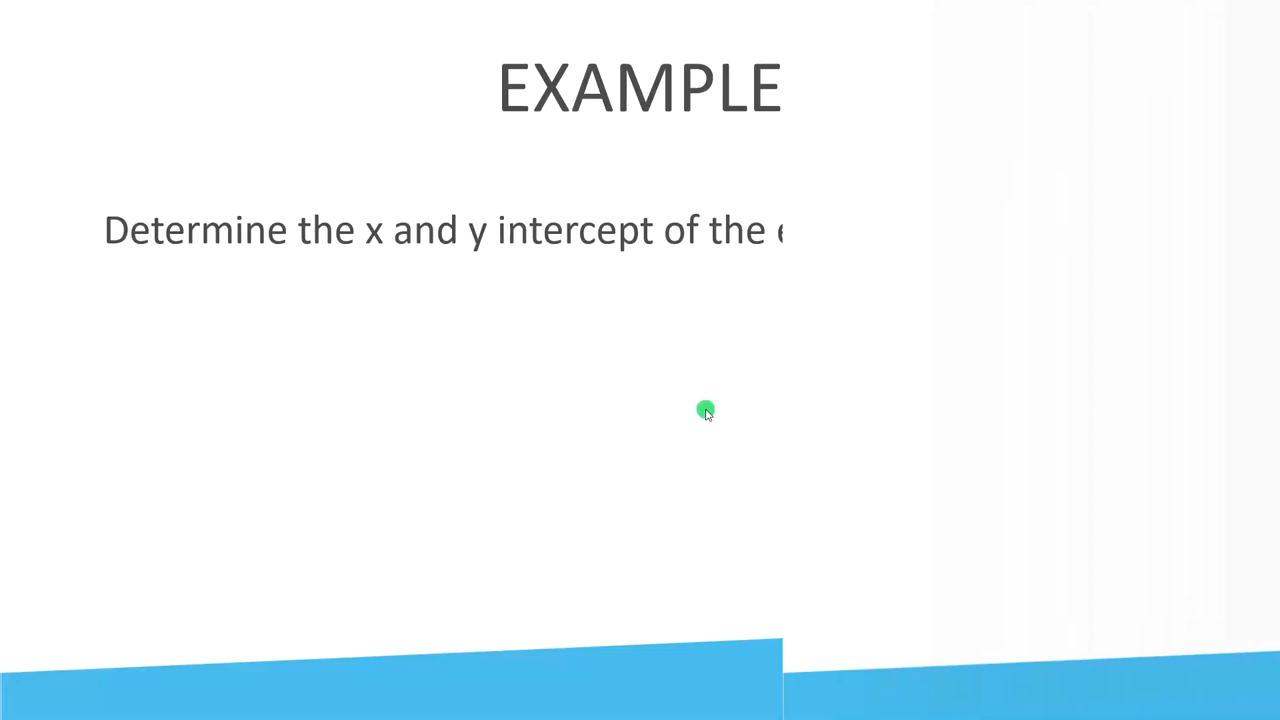 EXAMPLE
Determine the x and y intercept of the